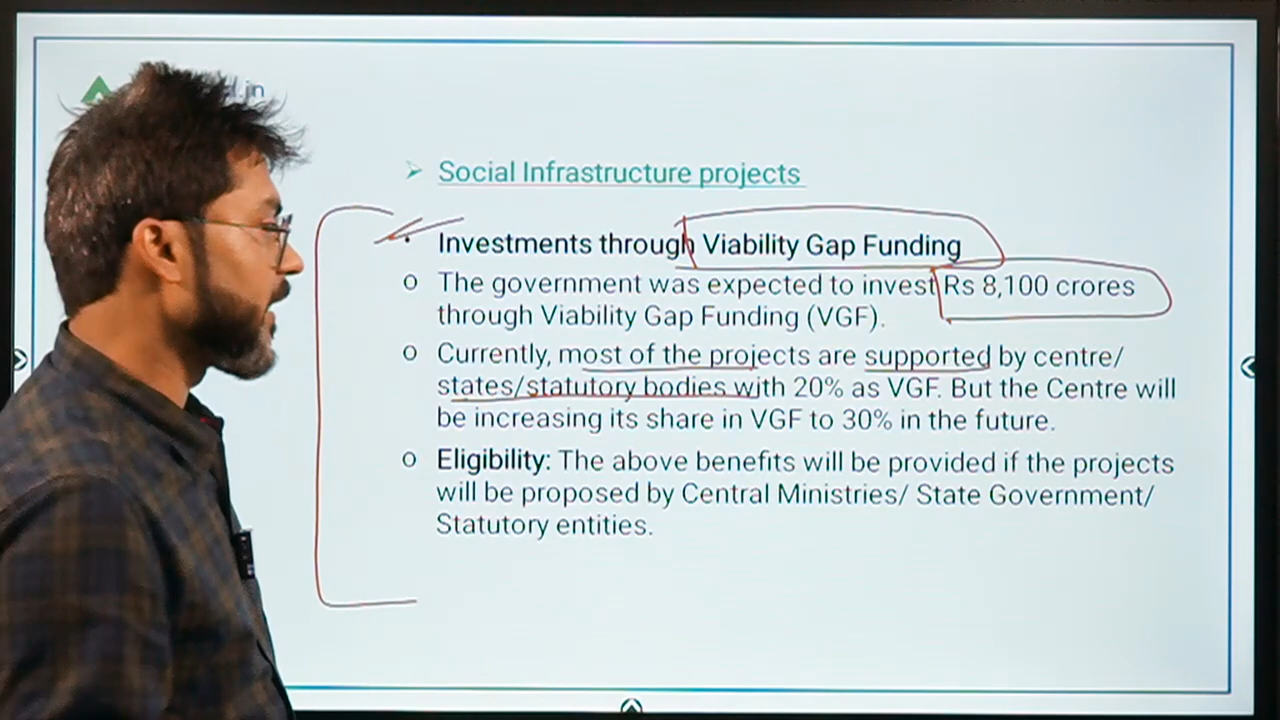 Social Infrastructure projects
Investments through Viability Gap Funding
o The government was expected to invest Rs 8,100 crores
through Viability Gap Funding (VGF).
o Currently, most of the projects are supported by centre/
states/statutory bodies with 20% as VGF. But the Centre will
be increasing its share in VGF to 30% in the future.
o Eligibility: The above benefits will be provided if the projects
will be proposed by Central Ministries/ State Government/
Statutory entities.